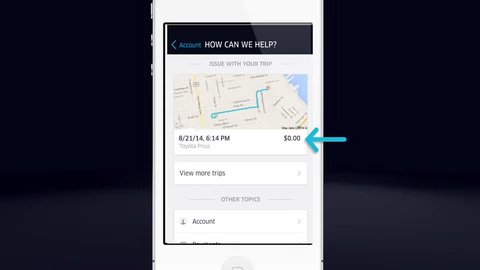 Account
HOW CAN WE HELP?
ISSUE WITH YOUR TRIP
8/21/14, 6:14 PM
$0.00
Toyota Prius
View more trips
OTHER TOPICS
Account